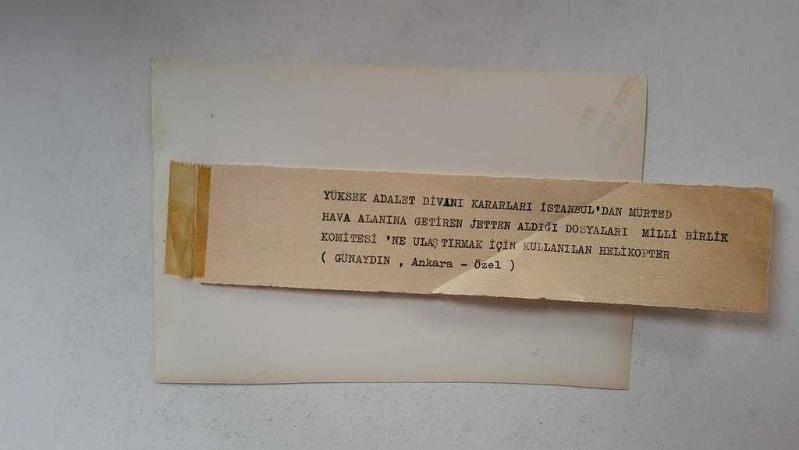 YÜKSEK ADALET DİVANI KARARLARI İSTANBUL'DAN MÜRTED
HAVA ALANINA GETİREN JETTEN ALDIĞI DOSYALARI MİLLİ BİRLİK
KOMİTESİ 'NE ULAŞTIRMAK İÇİN KULLANILAN HELİKOPTER
( GÜNAYDIN , Ankara - Özel )